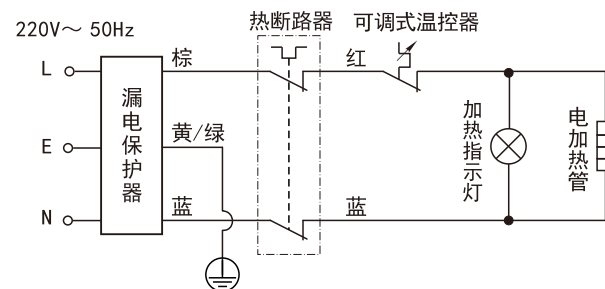 220V～ 50Hz
热断路器
可调式温控器
L
棕
红
漏电保护器
E
黄/绿
加热指示灯
电加热管
N
蓝
蓝